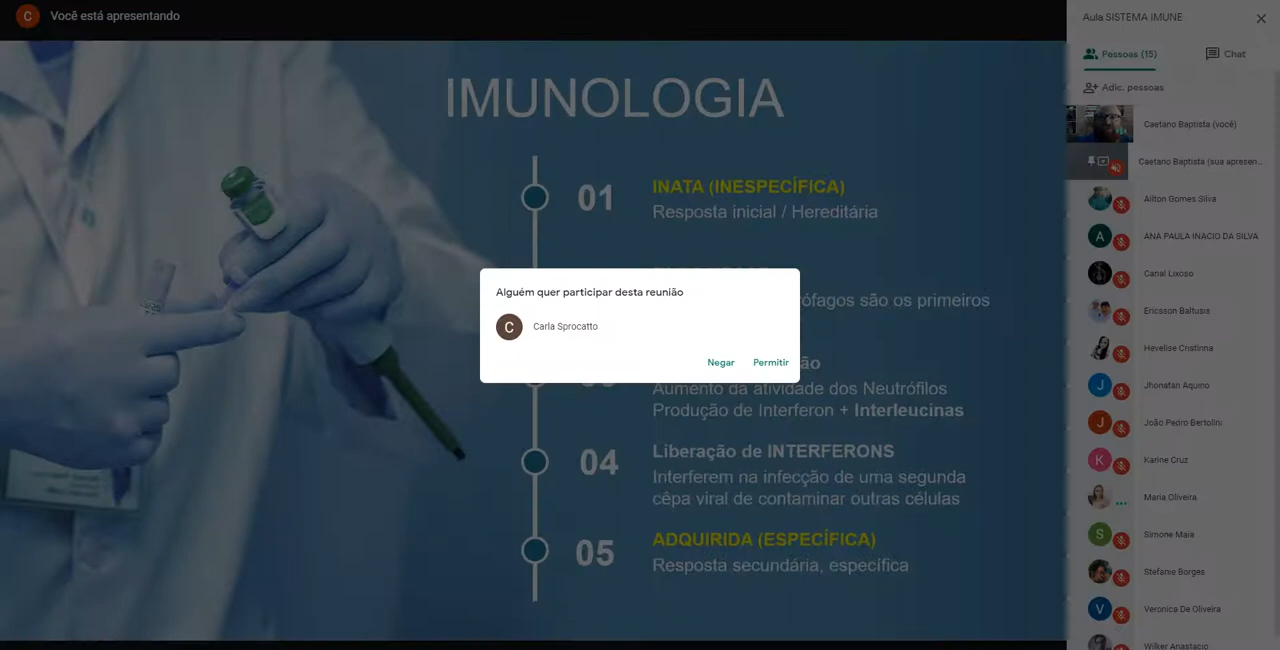 C
Você está apresentando
IMUNOLOGIA
01
INATA (INESPECÍFICA)
Resposta inicial / Hereditária
rófagos são os primeiros
ão
Aumento da atividade dos Neutrófilos
Produção de Interferon + Interleucinas
04
Liberação de INTERFERONS
Interferem na infecção de uma segunda
cêpa viral de contaminar outras células
05
ADQUIRIDA (ESPECÍFICA)
Resposta secundária, específica
Alguém quer participar desta reunião
C
Carla Sprocatto
Negar
Permitir
Aula SISTEMA IMUNE
Pessoas (15)
Chat
Adic. pessoas
Caetano Baptista (você)
Caetano Baptista (sua apresen...
Ailton Gomes Silva
A
ANA PAULA INACIO DA SILVA
Canal Lixoso
Ericsson Baltusis
Hevelise Cristinna
J
Jhonatan Aquino
J
João Pedro Bertolini
K
Karine Cruz
Maria Oliveira
S
Simone Maia
Stefanie Borges
V
Veronica De Oliveira
Wilker Anastacio